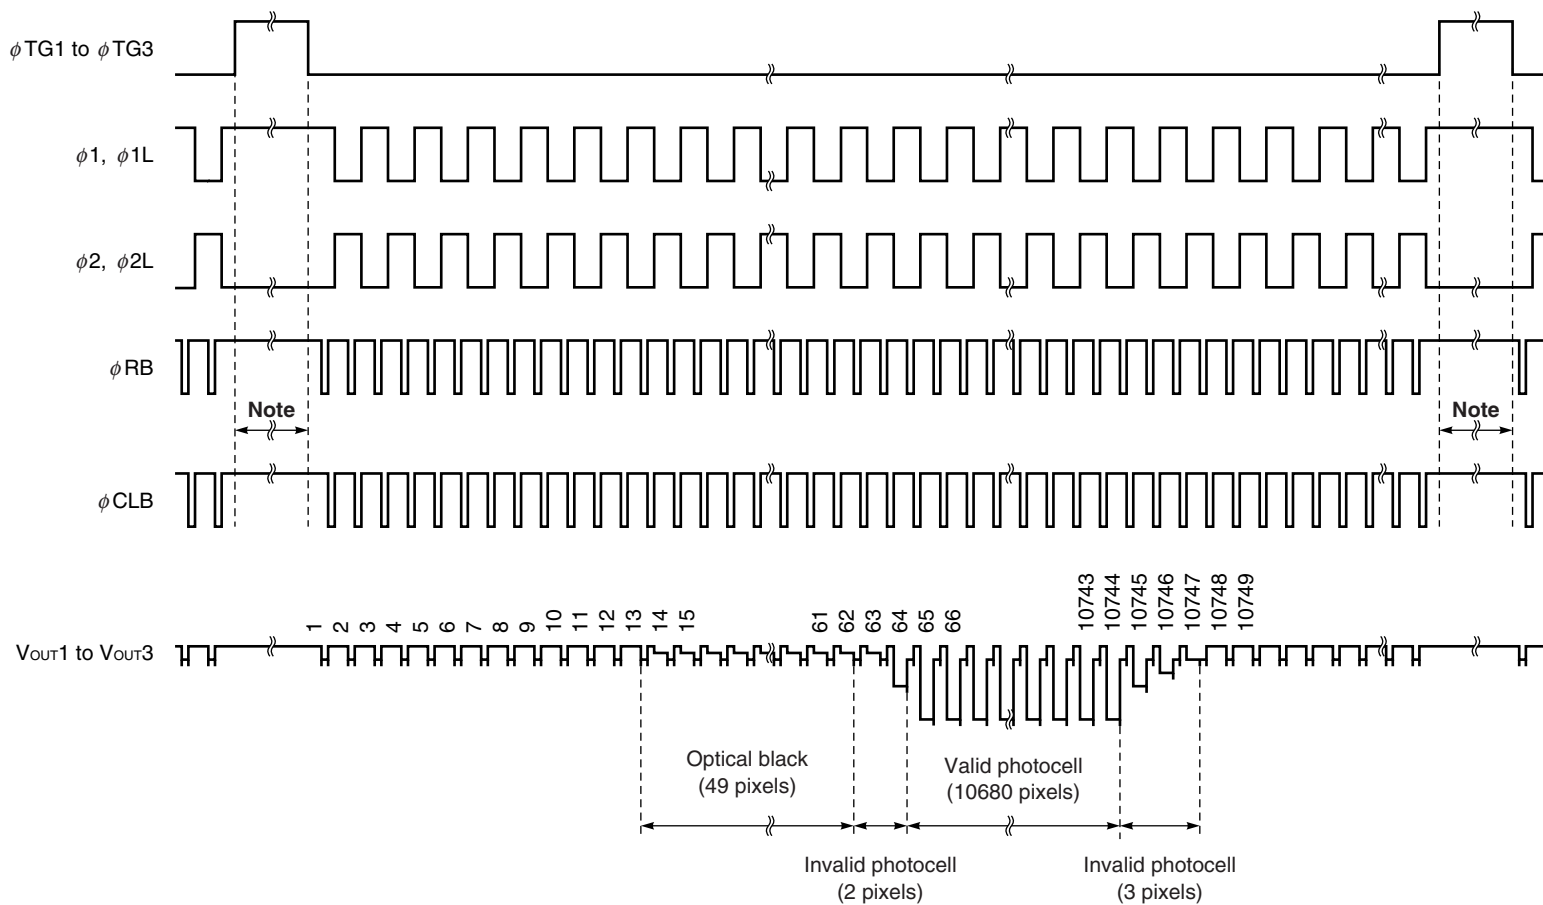 φTG1 to φTG3
φ1, φ1L
φ2, φ2L
φRB
Note
Note
φCLB
1 2 3 4 5 6 7 8 9 10 11 12 13 14 15 61 62 63 64 65 66 10743 10744 10745 10746 10747 10748 10749
VOUT1 to VOUT3
Optical black
(49 pixels)
Valid photocell
(10680 pixels)
Invalid photocell
(2 pixels)
Invalid photocell
(3 pixels)